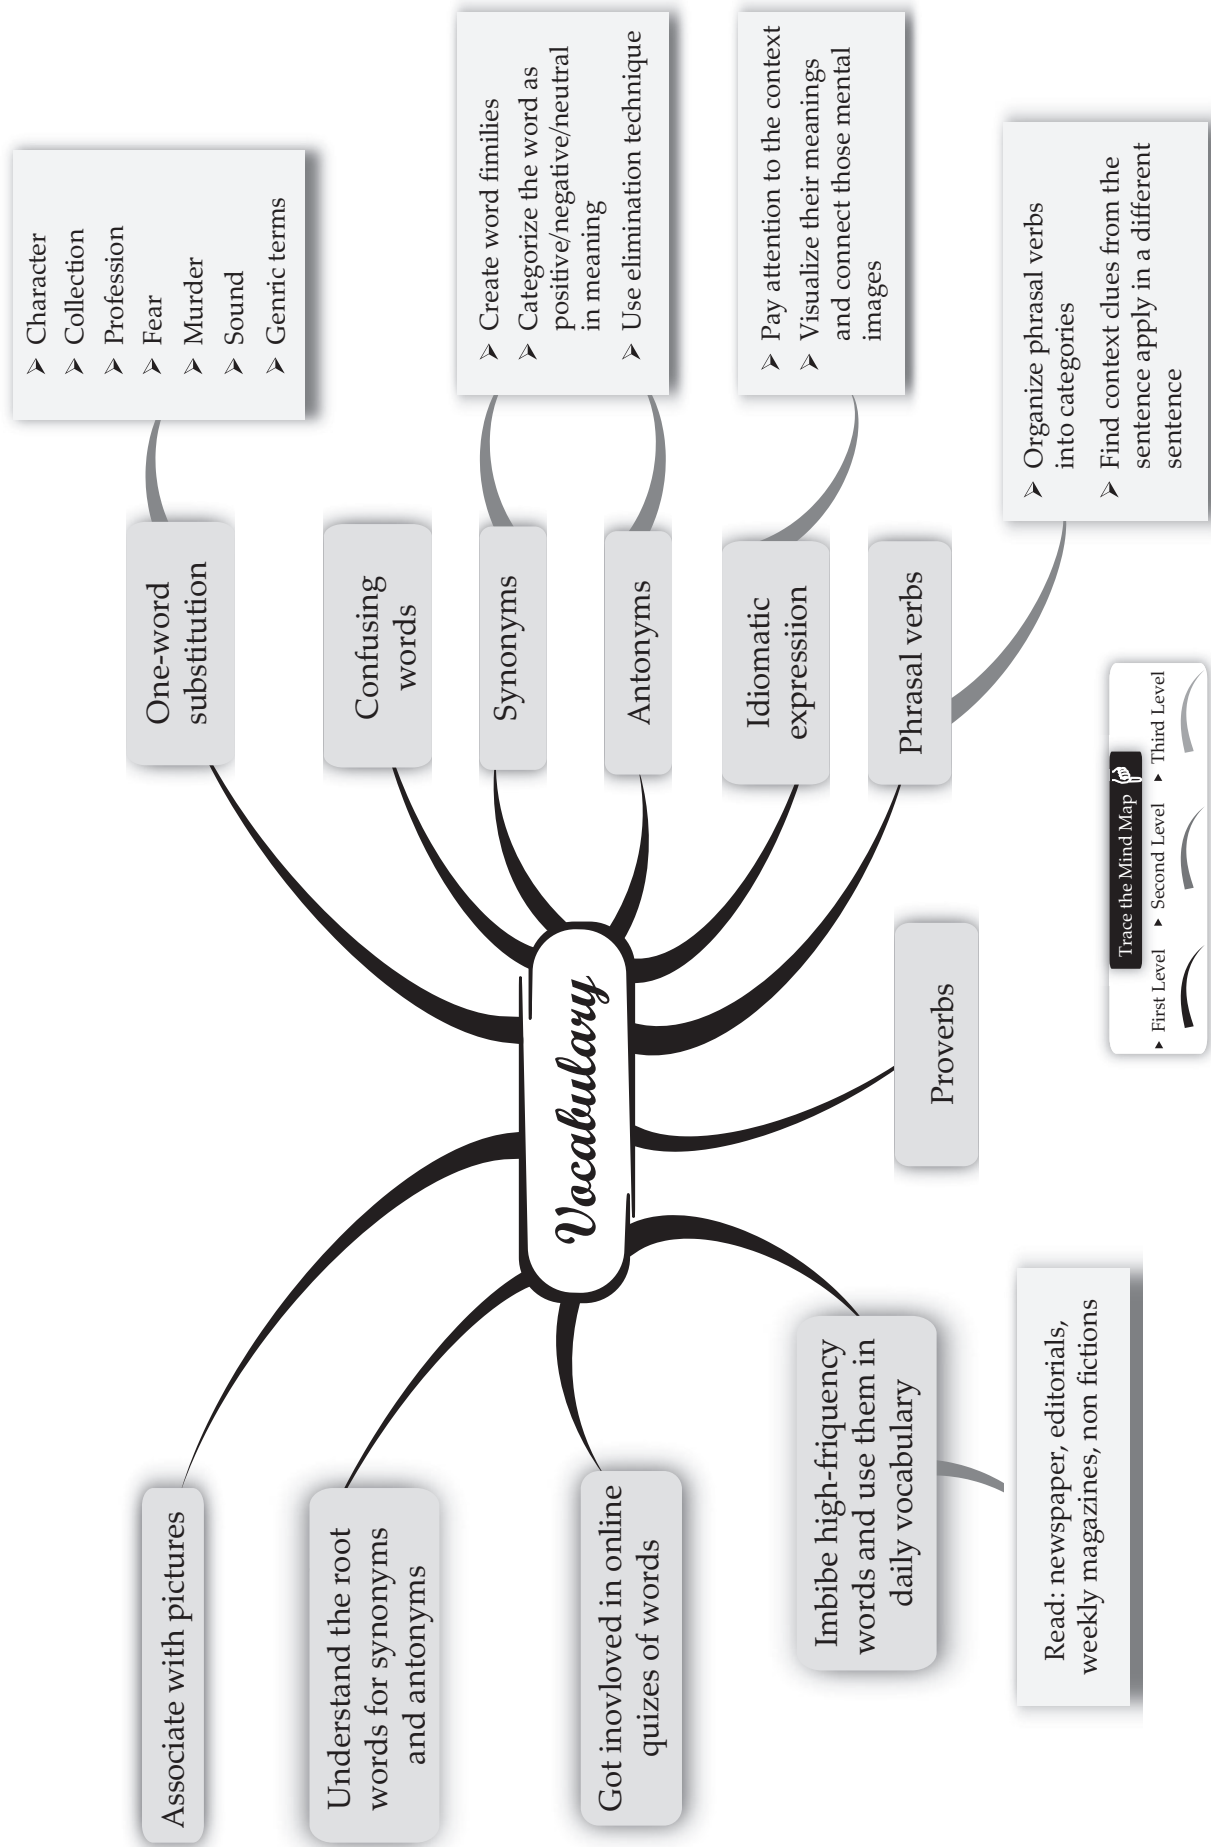 Associate with pictures
Understand the root
words for synonyms
and antonyms
Got inovloved in online
quizes of words
Imbibe high-friquency
words and use them in
daily vocabulary
Read: newspaper, editorials,
weekly magazines, non fictions
Vocabulary
Proverbs
One-word
substitution
➢ Character
➢ Collection
➢ Profession
➢ Fear
➢ Murder
➢ Sound
➢ Genric terms
Confusing
words
Synonyms
Antonyms
➢ Create word fimilies
➢ Categorize the word as
positive/negative/neutral
in meaning
➢ Use elimination technique
Idiomatic
expressiion
➢ Pay attention to the context
➢ Visualize their meanings
and connect those mental
images
Phrasal verbs
➢ Organize phrasal verbs
into categories
➢ Find context clues from the
sentence apply in a different
sentence
Trace the Mind Map
▸ First Level ▸ Second Level ▸ Third Level